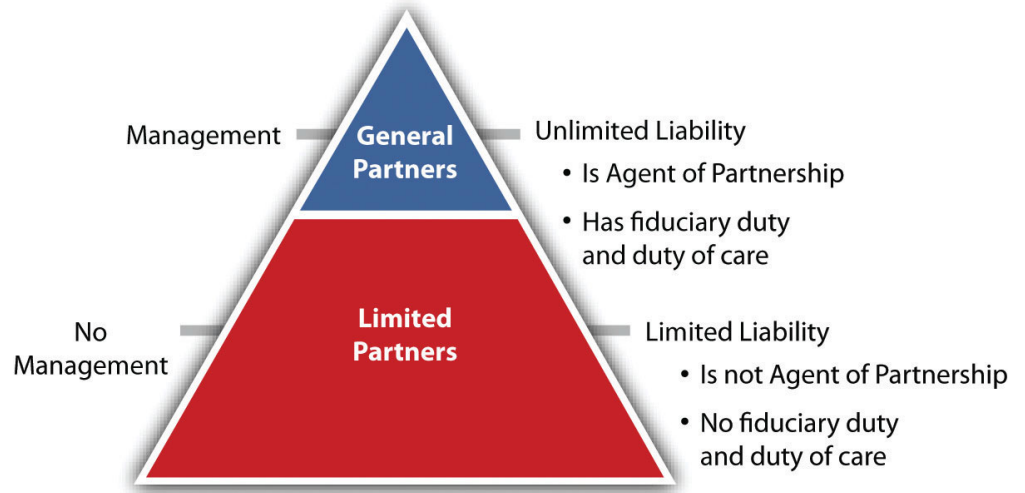 Management
General
Partners
Unlimited Liability
• Is Agent of Partnership
• Has fiduciary duty
and duty of care
No
Management
Limited
Partners
Limited Liability
• Is not Agent of Partnership
• No fiduciary duty
and duty of care